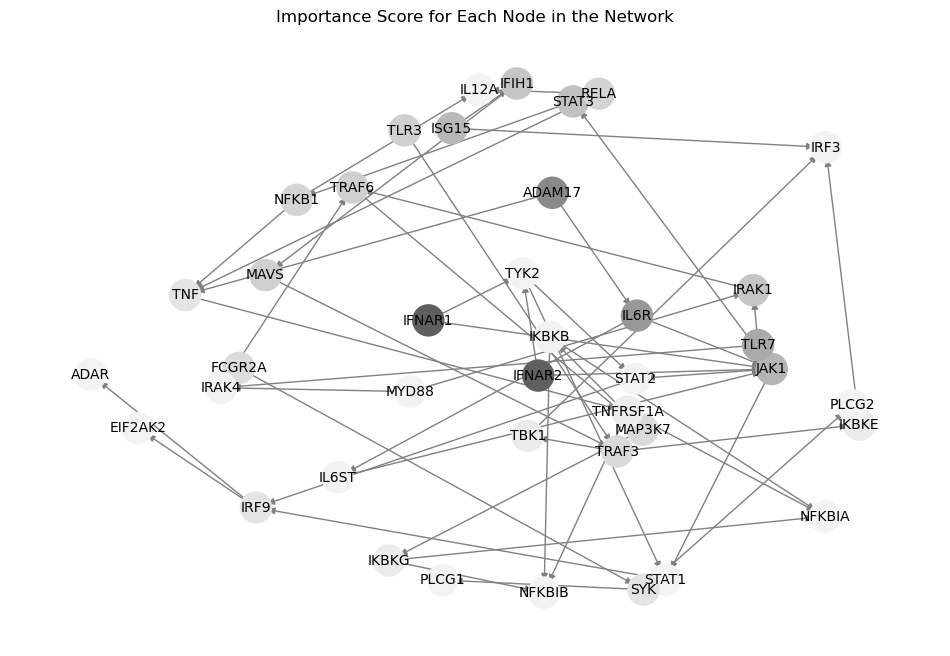 Importance Score for Each Node in the Network
IL12A
IFIH1
RELA
STAT3
TLR3
ISG15
IRF3
TRAF6
NFKB1
ADAM17
MAVS
TYK2
TNF
IRAK1
IL6R
IFNAR1
IKBKB
TLR7
FCGR2A
JAK1
ADAR
IFNAR2
STAT2
IRAK4
MYD88
PLCG2
TNFRSF1A
IKBKE
EIF2AK2
MAP3K7
TBK1
TRAF3
IL6ST
IRF9
NFKBIA
IKBKG
PLCG1
STAT1
SYK
NFKBIB